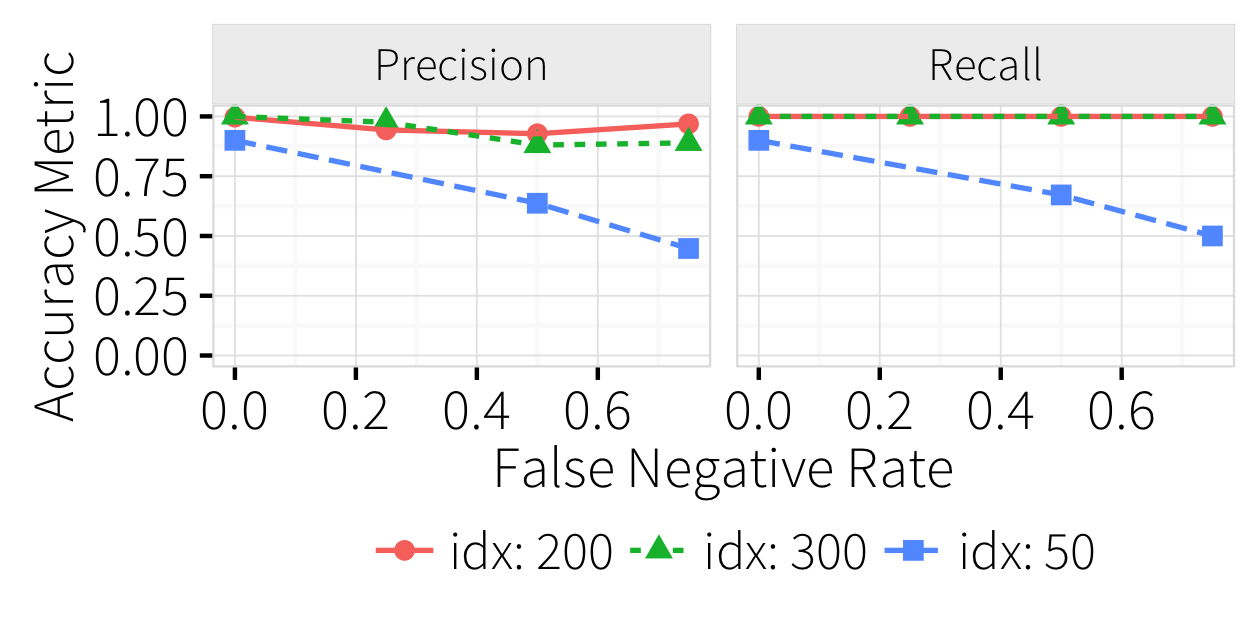 Precision
Recall
Accuracy Metric
1.00
0.75
0.50
0.25
0.00
0.0 0.2 0.4 0.6
0.0 0.2 0.4 0.6
False Negative Rate
idx: 200 idx: 300 idx: 50